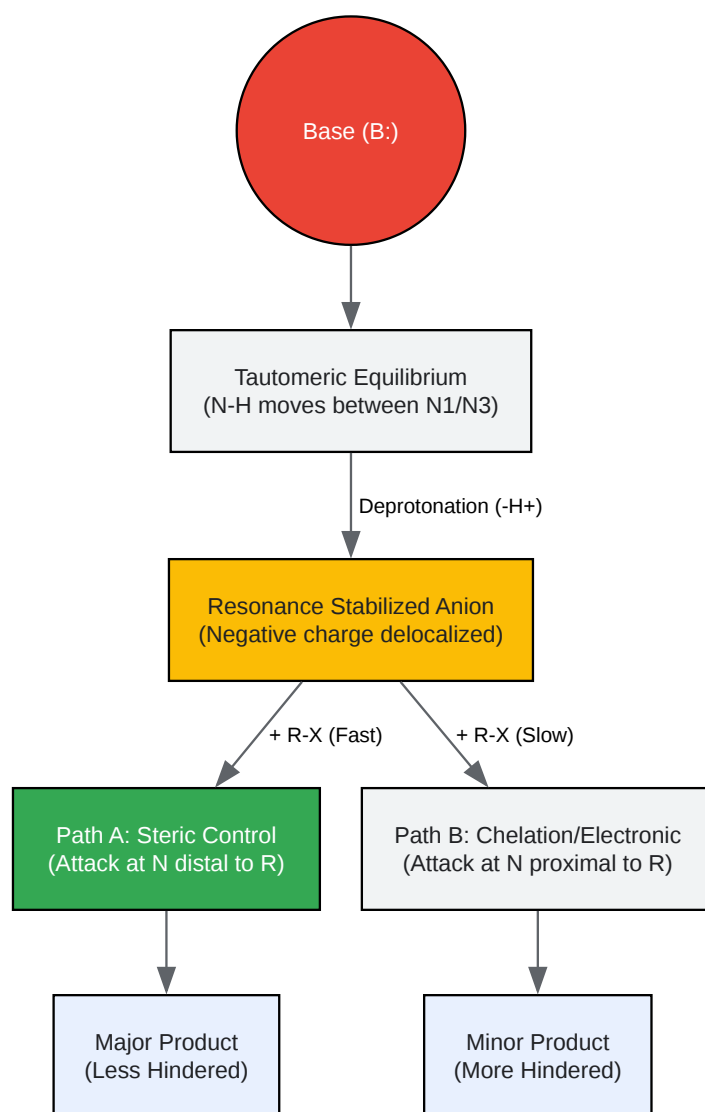 Base (B:)
Tautomeric Equilibrium
(N-H moves between N1/N3)
Deprotonation (-H+)
Resonance Stabilized Anion
(Negative charge delocalized)
+ R-X (Fast)
+ R-X (Slow)
Path A: Steric Control
(Attack at N distal to R)
Path B: Chelation/Electronic
(Attack at N proximal to R)
Major Product
(Less Hindered)
Minor Product
(More Hindered)